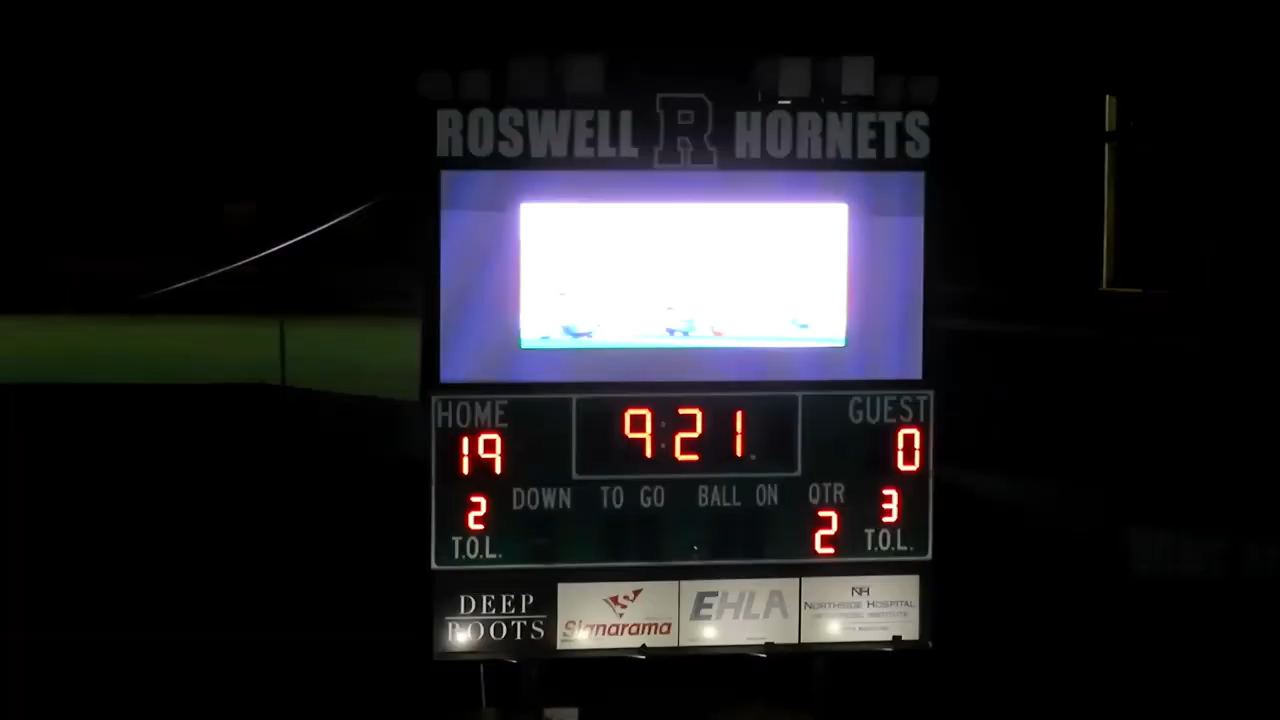 ROSWELL R HORNETS
HOME 9:21 GUEST
19 0
DOWN TO GO BALL ON QTR
2 2 3
T.O.L. T.O.L.
DEEP
ROOTS
Signarama
EHLA
NH
NORTHSIDE HOSPITAL